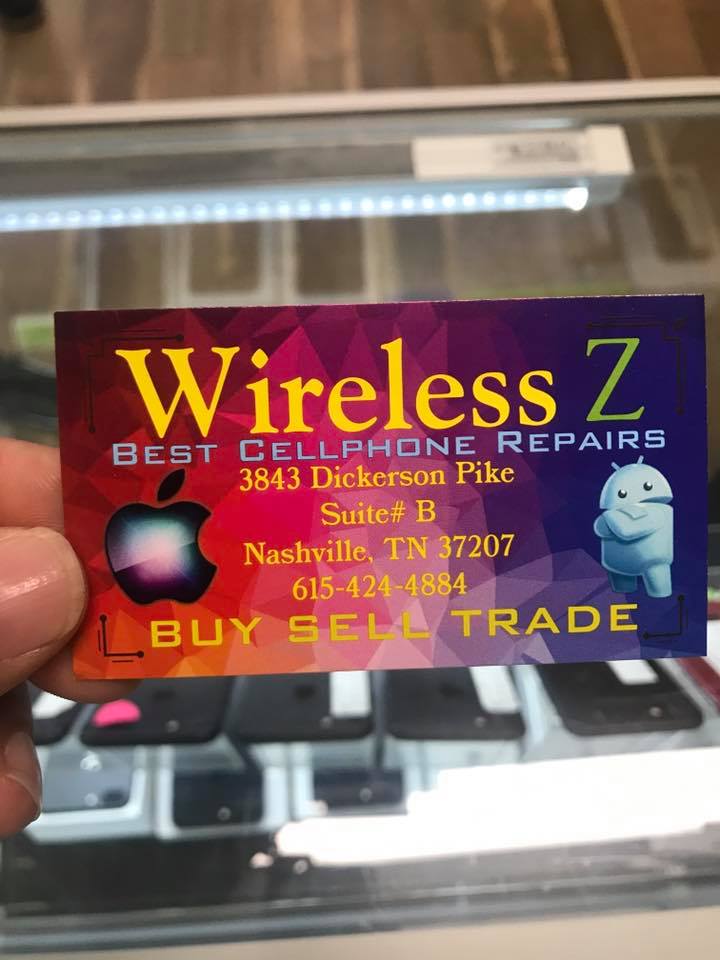 Wireless Z
BEST CELLPHONE REPAIRS
3843 Dickerson Pike
Suite# B
Nashville, TN 37207
615-424-4884
BUY SELL TRADE